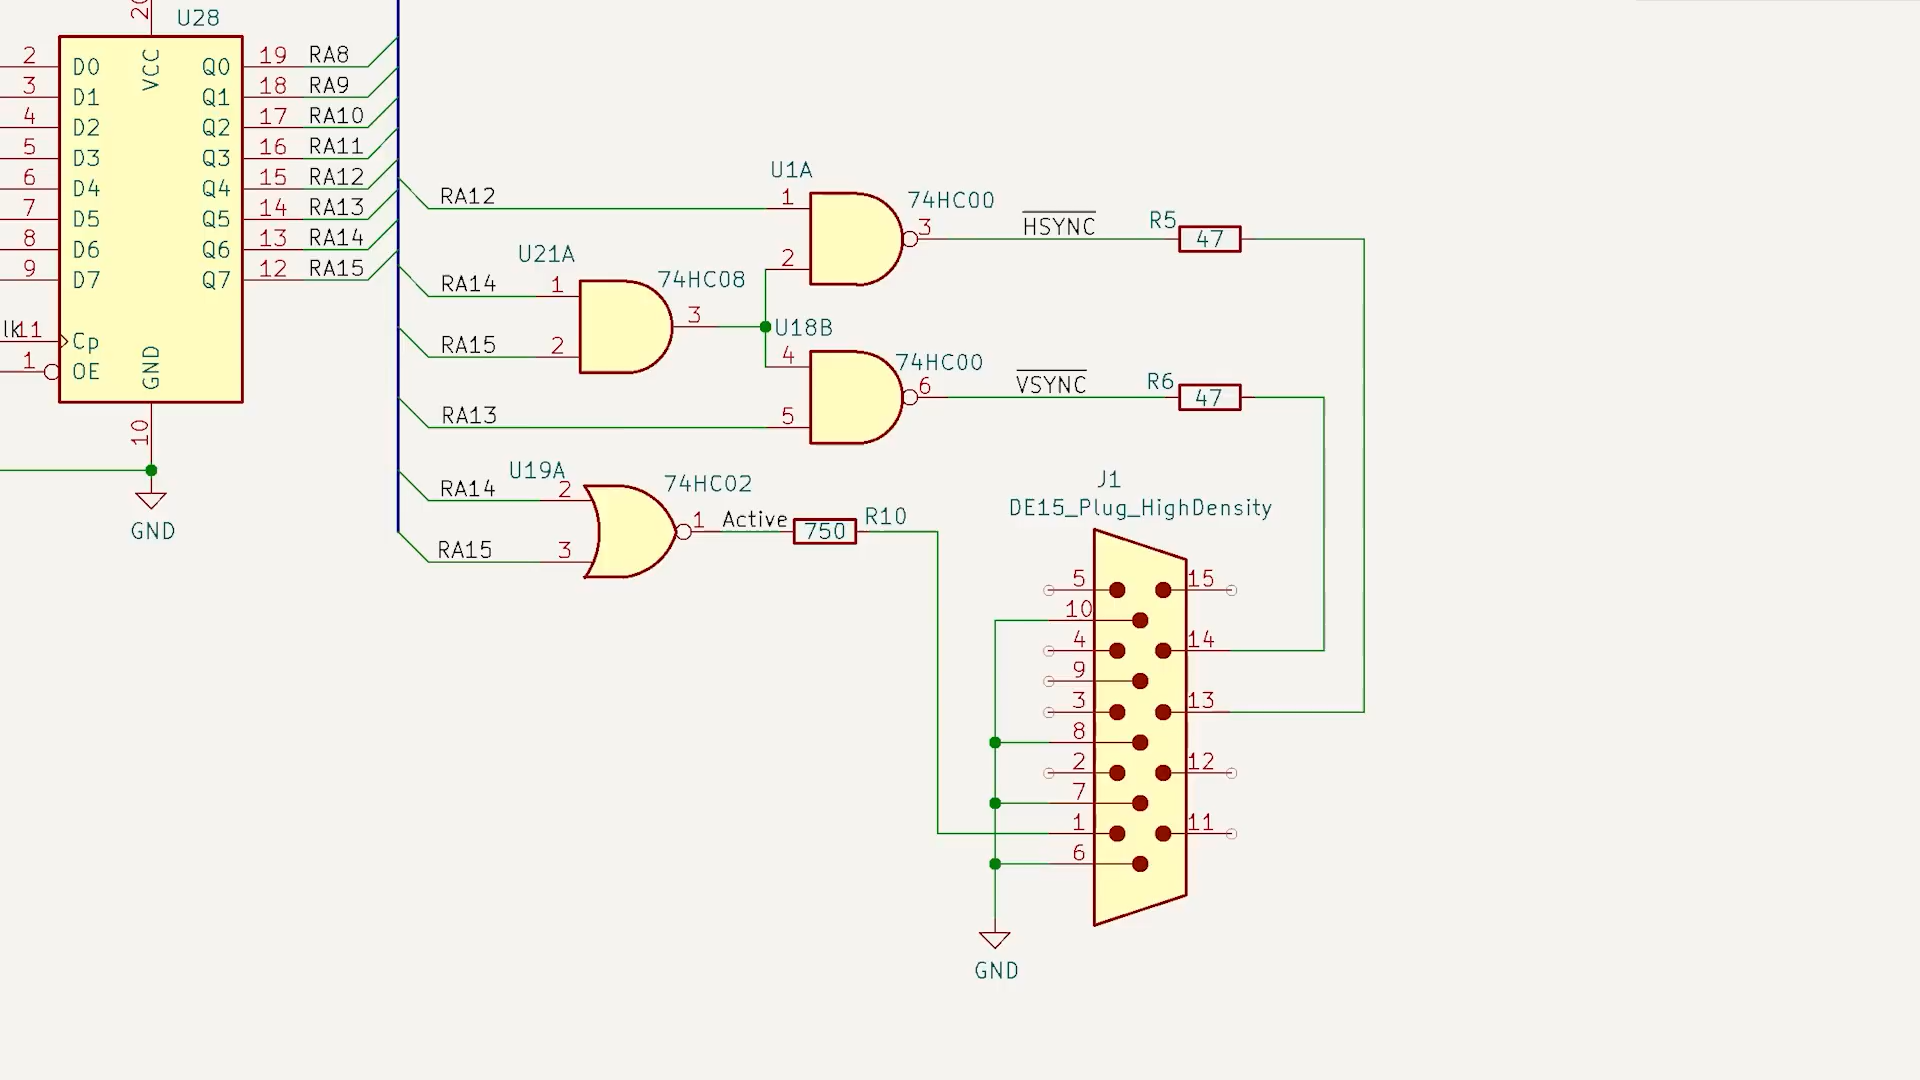 20
U28
VCC
2 D0 Q0 19 RA8
3 D1 Q1 18 RA9
4 D2 Q2 17 RA10
5 D3 Q3 16 RA11
6 D4 Q4 15 RA12
7 D5 Q5 14 RA13
8 D6 Q6 13 RA14
9 D7 Q7 12 RA15
lk 11 Cp
1 OE
GND
10
GND
RA12
U1A
1
2
74HC00
3
HSYNC
R5
47
U21A
RA14 1
RA15 2
74HC08
3
U18B
4
RA13 5
74HC00
6
VSYNC
R6
47
U19A
RA14 2
RA15 3
74HC02
1
Active
750
R10
J1
DE15_Plug_HighDensity
5 15
10
4 14
9
3 13
8
2 12
7
1 11
6
GND